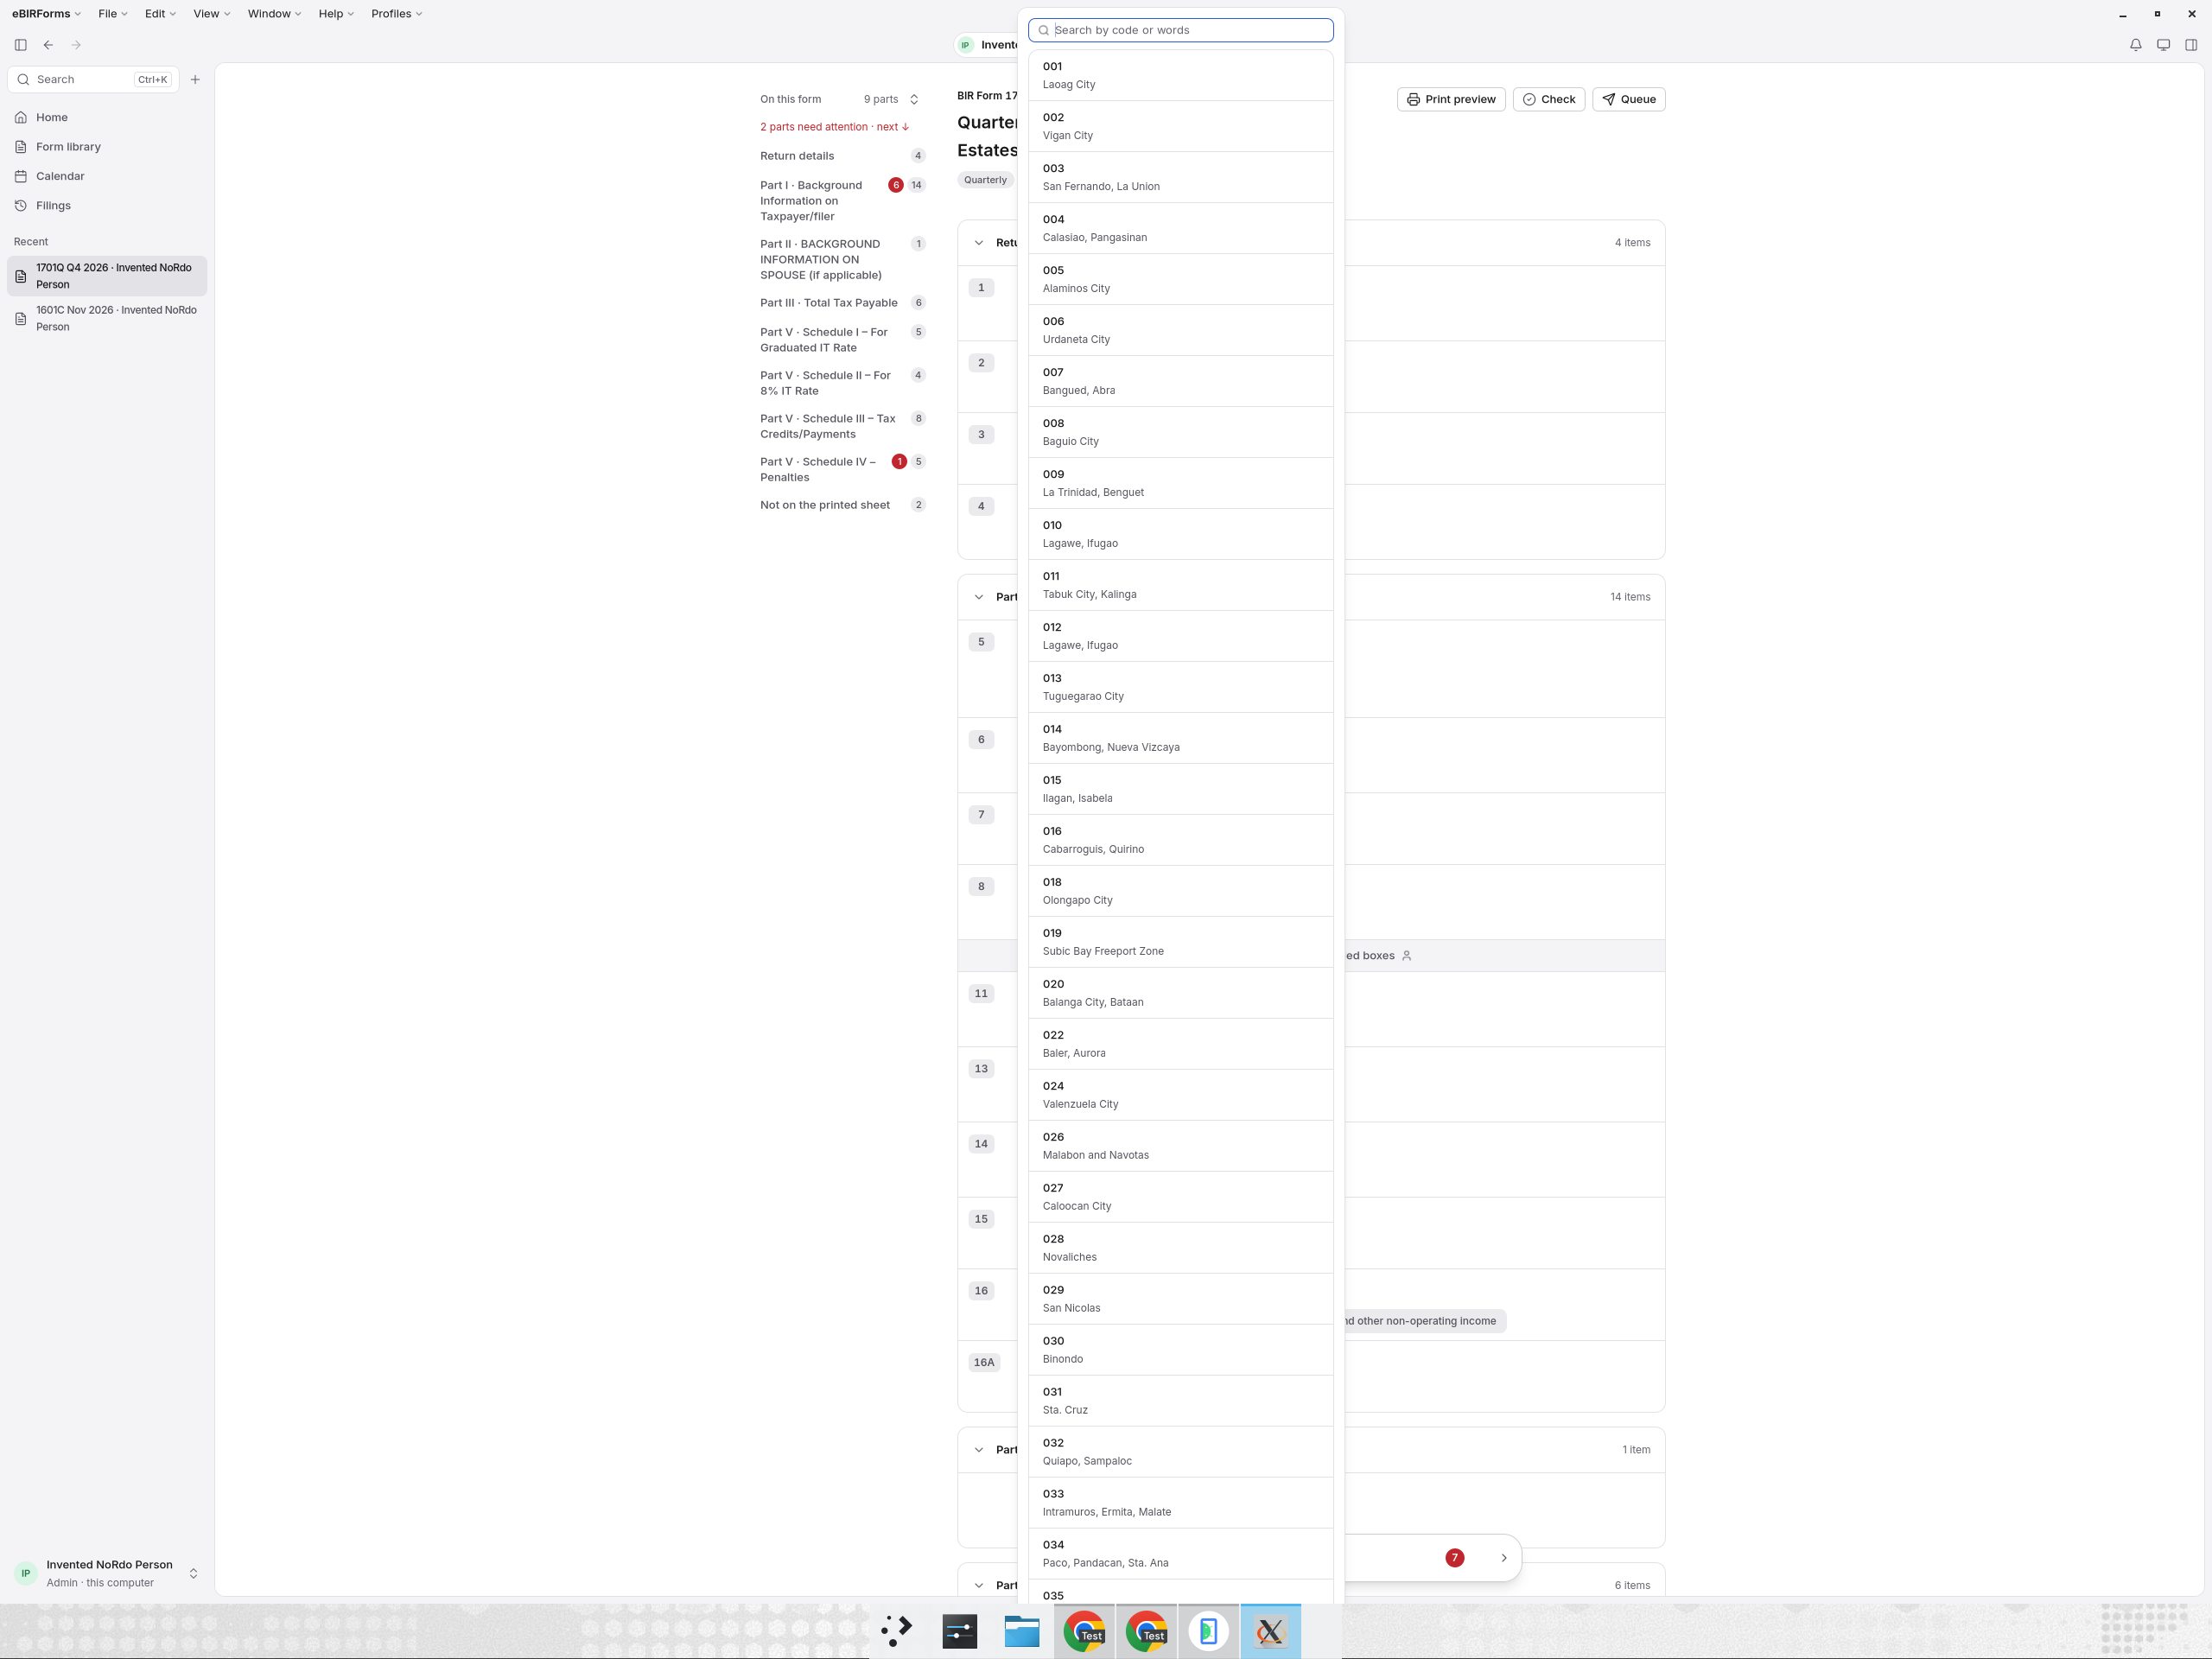 eBIRForms File Edit View Window Help Profiles
Search Ctrl+K
Home
Form library
Calendar
Filings
Recent
1701Q Q4 2026 · Invented NoRdo
Person
1601C Nov 2026 · Invented NoRdo
Person
IP
Invented NoRdo Person
Admin · this computer
On this form 9 parts
2 parts need attention · next ↓
Return details 4
Part I · Background 6 14
Information on
Taxpayer/filer
Part II · BACKGROUND 1
INFORMATION ON
SPOUSE (if applicable)
Part III · Total Tax Payable 6
Part V · Schedule I – For 5
Graduated IT Rate
Part V · Schedule II – For 4
8% IT Rate
Part V · Schedule III – Tax 8
Credits/Payments
Part V · Schedule IV – 1 5
Penalties
Not on the printed sheet 2
IP
BIR Form 17
Estates
Quarterly
Print preview Check Queue
4 items
1
2
3
4
Part
14 items
5
6
7
8
ed boxes
11
13
14
15
16
nd other non-operating income
16A
Part
1 item
7
Part
6 items
Search by code or words
001
Laoag City
002
Vigan City
003
San Fernando, La Union
004
Calasiao, Pangasinan
005
Alaminos City
006
Urdaneta City
007
Bangued, Abra
008
Baguio City
009
La Trinidad, Benguet
010
Lagawe, Ifugao
011
Tabuk City, Kalinga
012
Lagawe, Ifugao
013
Tuguegarao City
014
Bayombong, Nueva Vizcaya
015
Ilagan, Isabela
016
Cabarroguis, Quirino
018
Olongapo City
019
Subic Bay Freeport Zone
020
Balanga City, Bataan
022
Baler, Aurora
024
Valenzuela City
026
Malabon and Navotas
027
Caloocan City
028
Novaliches
029
San Nicolas
030
Binondo
031
Sta. Cruz
032
Quiapo, Sampaloc
033
Intramuros, Ermita, Malate
034
Paco, Pandacan, Sta. Ana
035
Test
Test